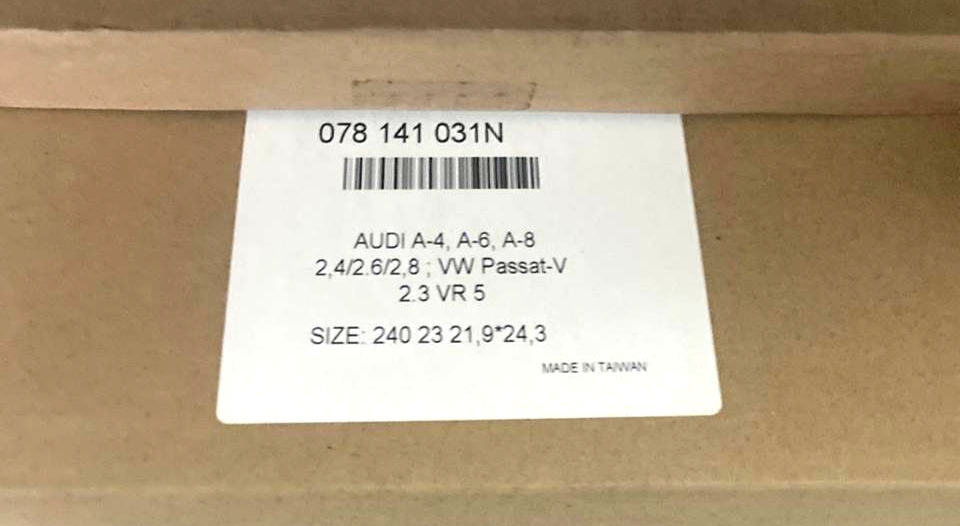 078 141 031N
AUDI A-4, A-6, A-8
2,4/2.6/2,8 ; VW Passat-V
2.3 VR 5
SIZE: 240 23 21,9*24,3
MADE IN TAIWAN